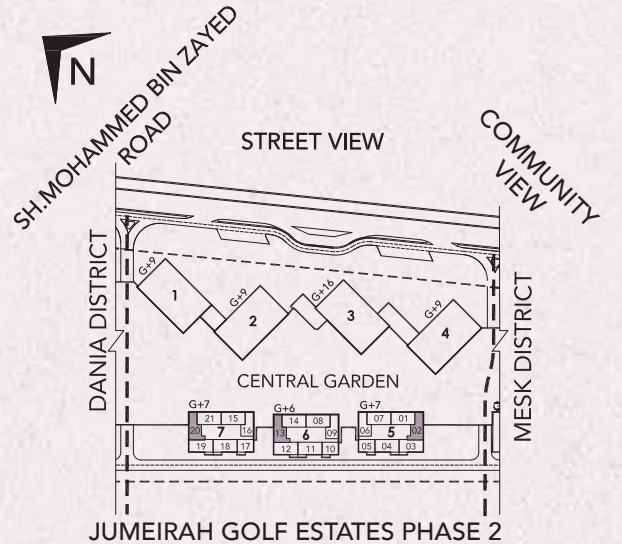 N
SH.MOHAMMED BIN ZAYED
ROAD
STREET VIEW
COMMUNITY
VIEW
DANIA DISTRICT
MESK DISTRICT
G+9
1
G+9
2
G+16
3
G+9
4
CENTRAL GARDEN
G+7
21 15
20 7 16
19 18 17
G+6
14 08
13 6 09
12 11 10
G+7
07 01
06 5 02
05 04 03
JUMEIRAH GOLF ESTATES PHASE 2